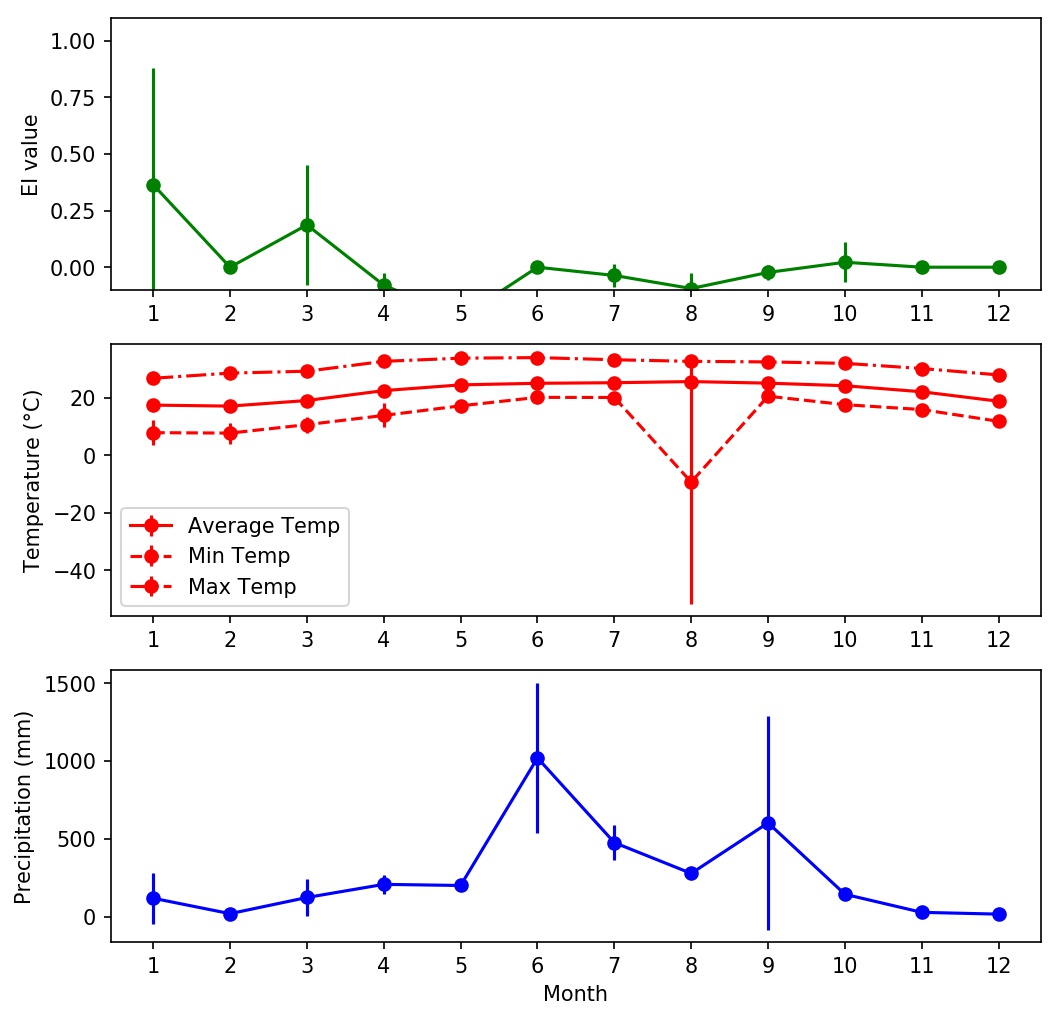 EI value
1.00
0.75
0.50
0.25
0.00
1 2 3 4 5 6 7 8 9 10 11 12
Temperature (°C)
20
0
−20
−40
Average Temp
Min Temp
Max Temp
1 2 3 4 5 6 7 8 9 10 11 12
Precipitation (mm)
1500
1000
500
0
1 2 3 4 5 6 7 8 9 10 11 12
Month